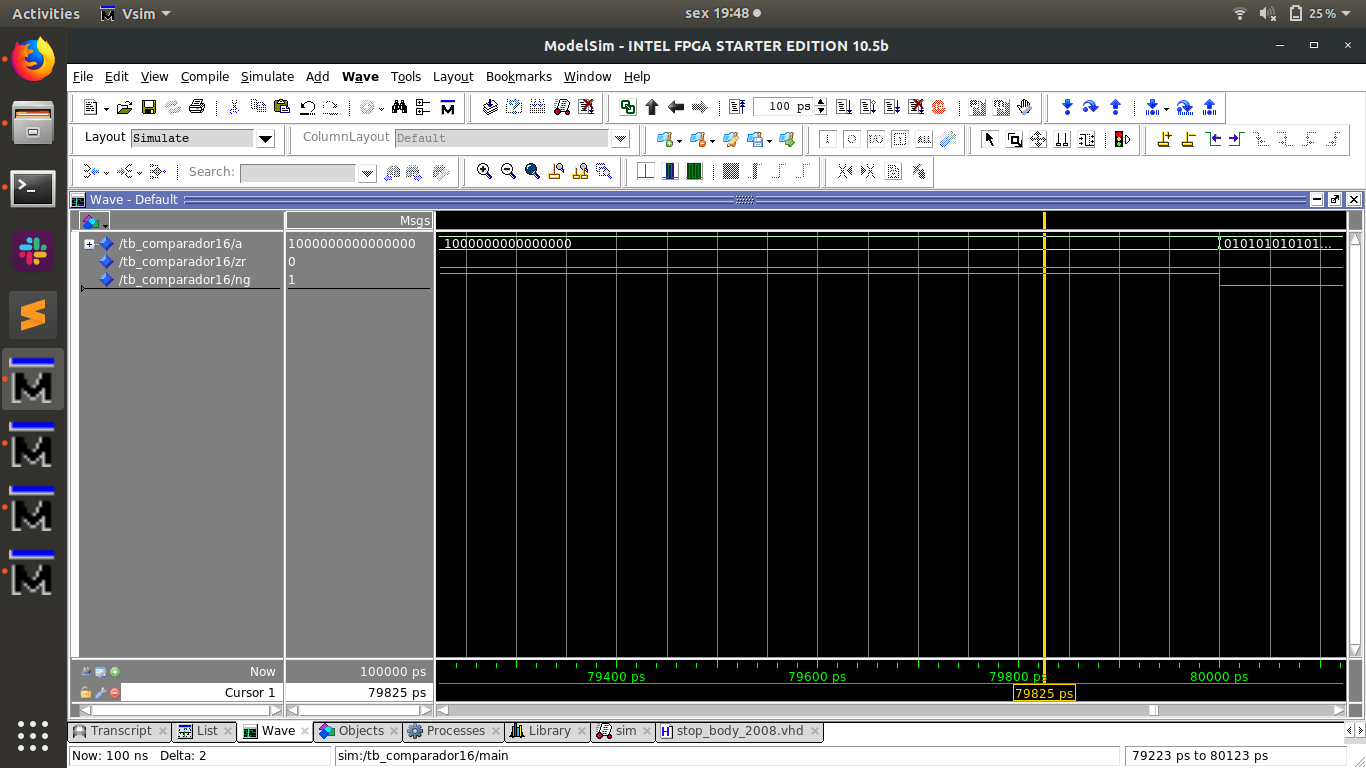 Activities Vsim sex 19:48 25%
ModelSim - INTEL FPGA STARTER EDITION 10.5b
File Edit View Compile Simulate Add Wave Tools Layout Bookmarks Window Help
100 ps
Layout Simulate ColumnLayout Default
Search:
Wave - Default
Msgs
/tb_comparador16/a 1000000000000000 1000000000000000 010101010101...
/tb_comparador16/zr 0
/tb_comparador16/ng 1
Now 100000 ps 79400 ps 79600 ps 79800 ps 80000 ps
Cursor 1 79825 ps 79825 ps
Transcript List Wave Objects Processes Library sim stop_body_2008.vhd
Now: 100 ns Delta: 2 sim:/tb_comparador16/main 79223 ps to 80123 ps